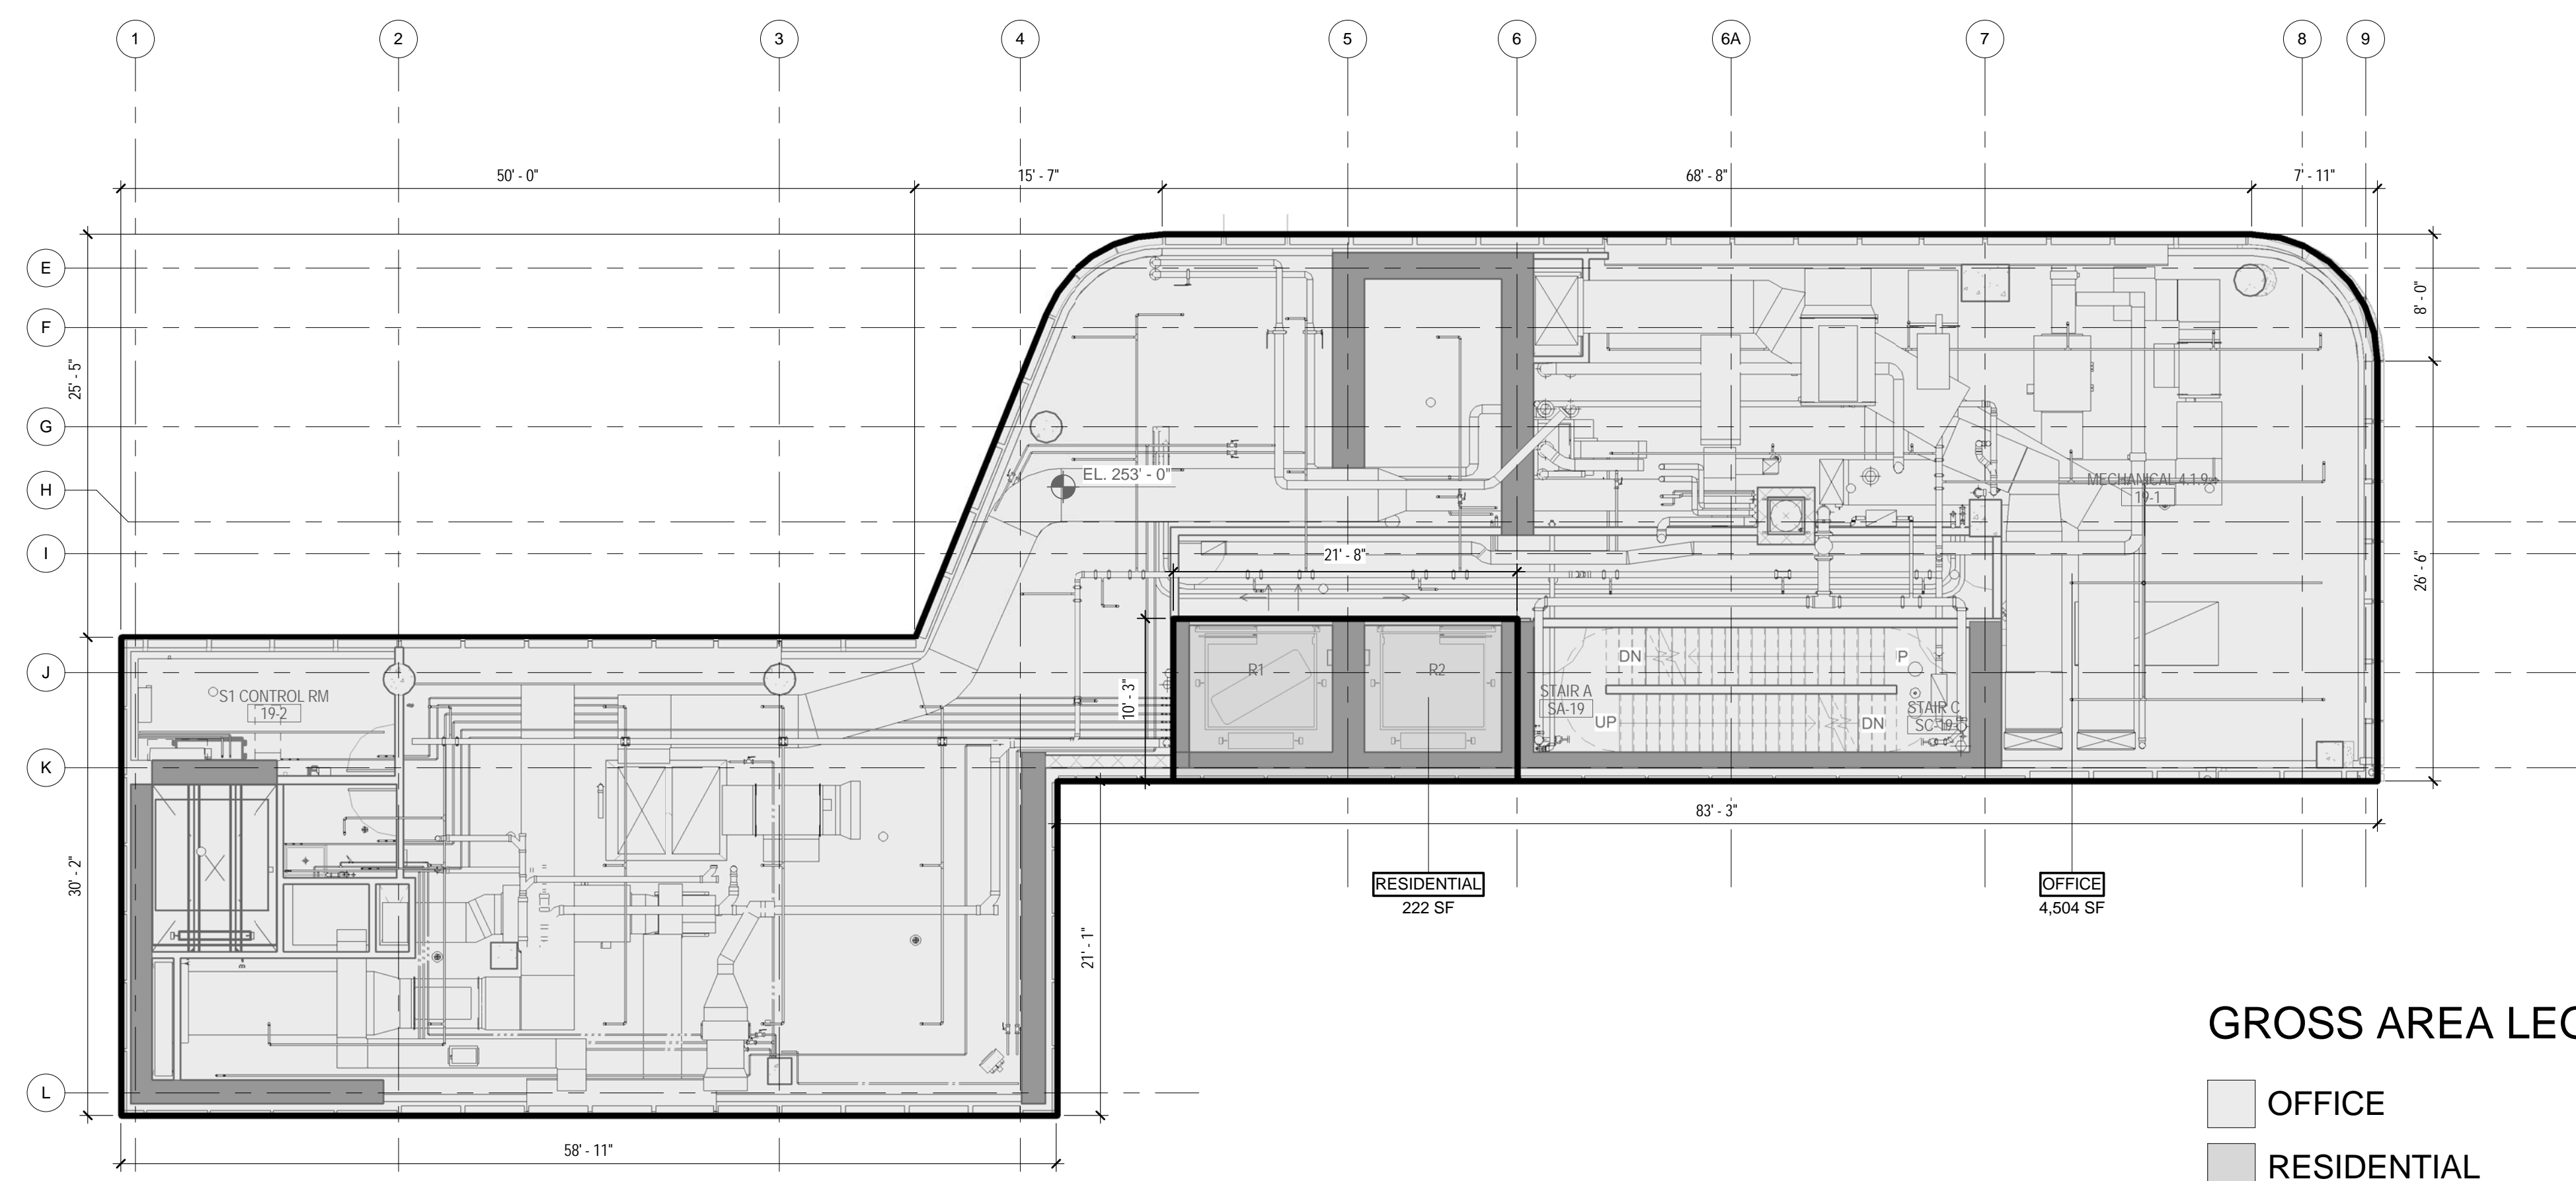 1 2 3 4 5 6 6A 7 8 9
50' - 0" 15' - 7" 68' - 8" 7' - 11"
E
F
8' - 0"
25' - 5"
G
H
EL. 253' - 0"
MECHANICAL 4.1.9
19-1
I
21' - 8"
26' - 6"
J
R1 R2
DN P
S1 CONTROL RM
19-2
10' - 3"
STAIR A
SA-19
UP DN
STAIR C
SC-19
K
83' - 3"
30' - 2"
RESIDENTIAL
222 SF
OFFICE
4,504 SF
21' - 1"
GROSS AREA LEG
L
OFFICE
58' - 11"
RESIDENTIAL